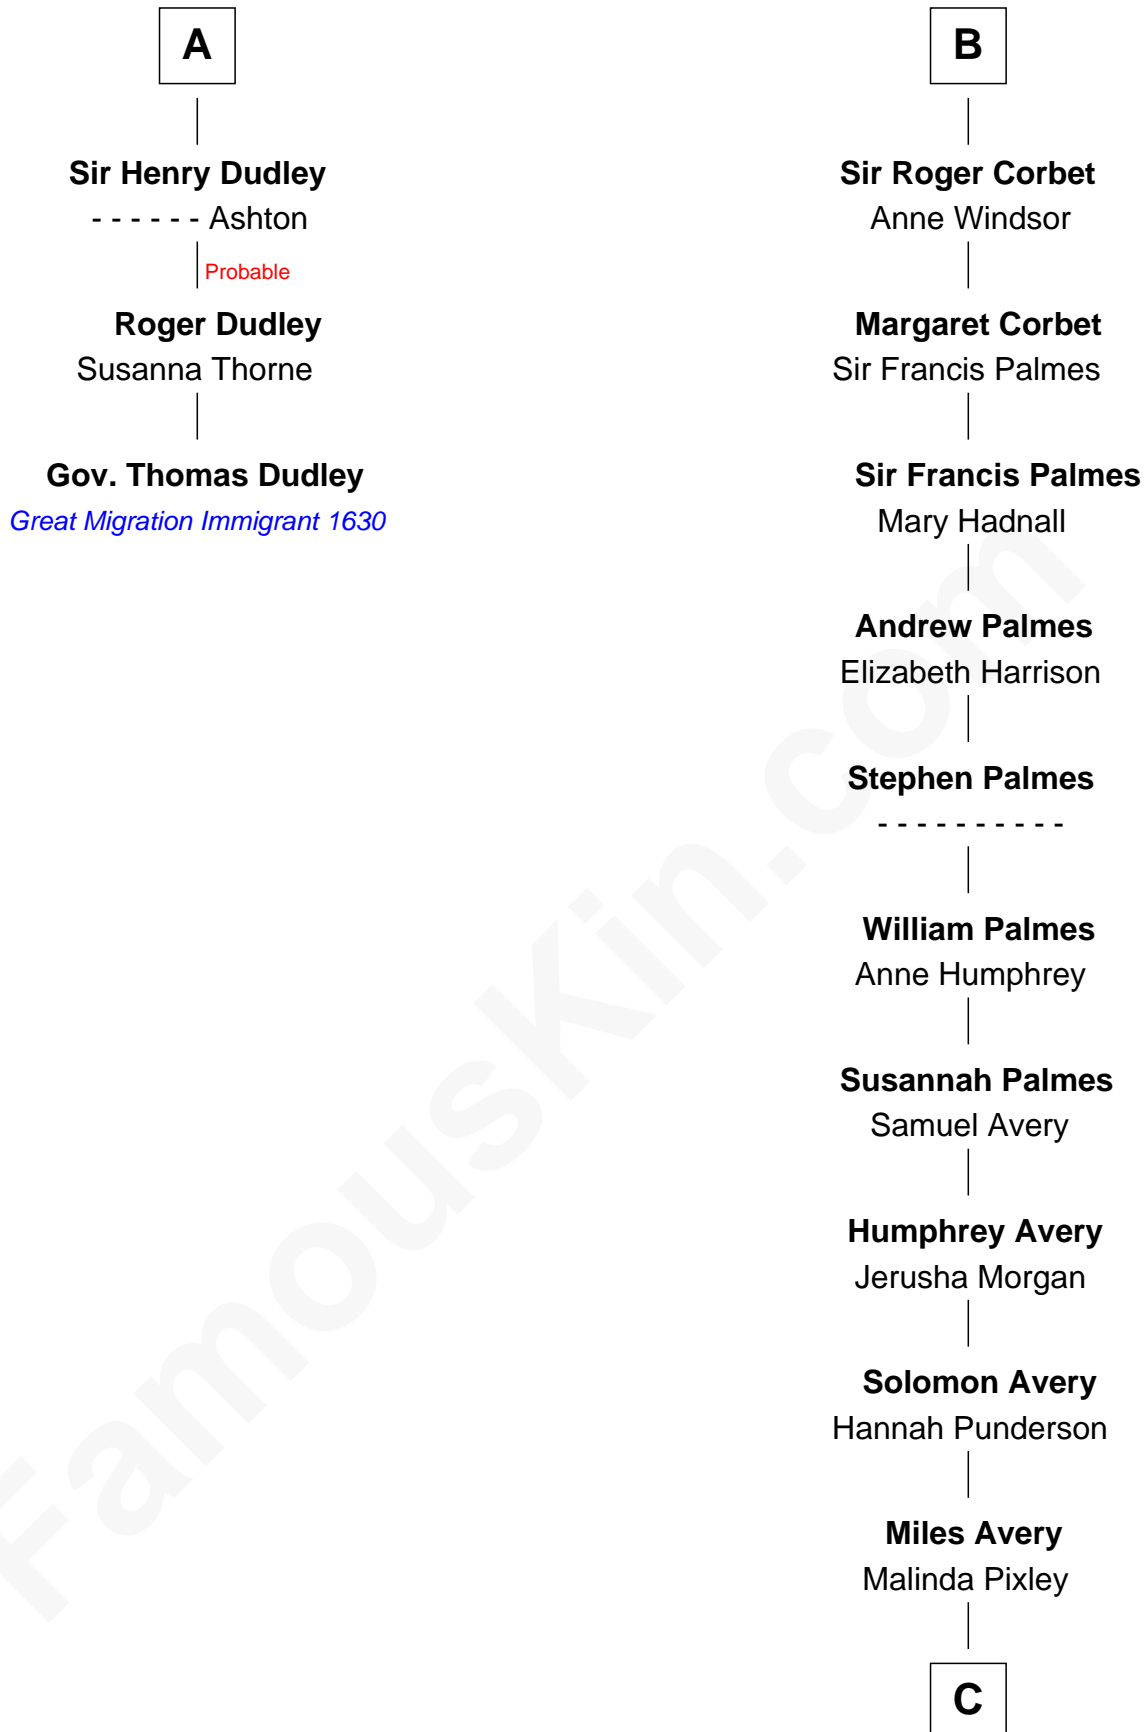 A
Sir Henry Dudley
- - - - - - Ashton
Probable
Roger Dudley
Susanna Thorne
Gov. Thomas Dudley
Great Migration Immigrant 1630
B
Sir Roger Corbet
Anne Windsor
Margaret Corbet
Sir Francis Palmes
Sir Francis Palmes
Mary Hadnall
Andrew Palmes
Elizabeth Harrison
Stephen Palmes
- - - - - - - - - -
William Palmes
Anne Humphrey
Susannah Palmes
Samuel Avery
Humphrey Avery
Jerusha Morgan
Solomon Avery
Hannah Punderson
Miles Avery
Malinda Pixley
C
FamousKin.com